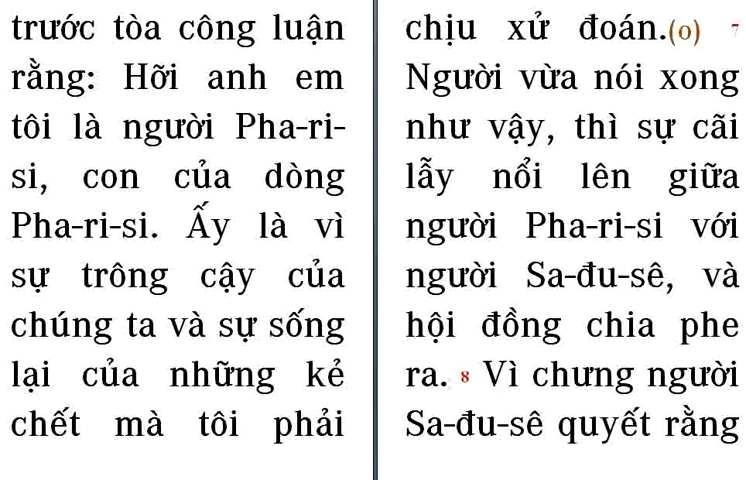 trước tòa công luận
rằng: Hỡi anh em
tôi là người Pha-ri-
si, con của dòng
Pha-ri-si. Ấy là vì
sự trông cậy của
chúng ta và sự sống
lại của những kẻ
chết mà tôi phải
chịu xử đoán.(o) 7
Người vừa nói xong
như vậy, thì sự cãi
lẫy nổi lên giữa
người Pha-ri-si với
người Sa-đu-sê, và
hội đồng chia phe
ra. 8 Vì chưng người
Sa-đu-sê quyết rằng